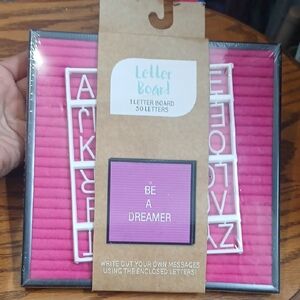 Letter
Board
1 LETTER BOARD
50 LETTERS
BE
A
DREAMER
WRITE OUT YOUR OWN MESSAGES
USING THE ENCLOSED LETTERS!